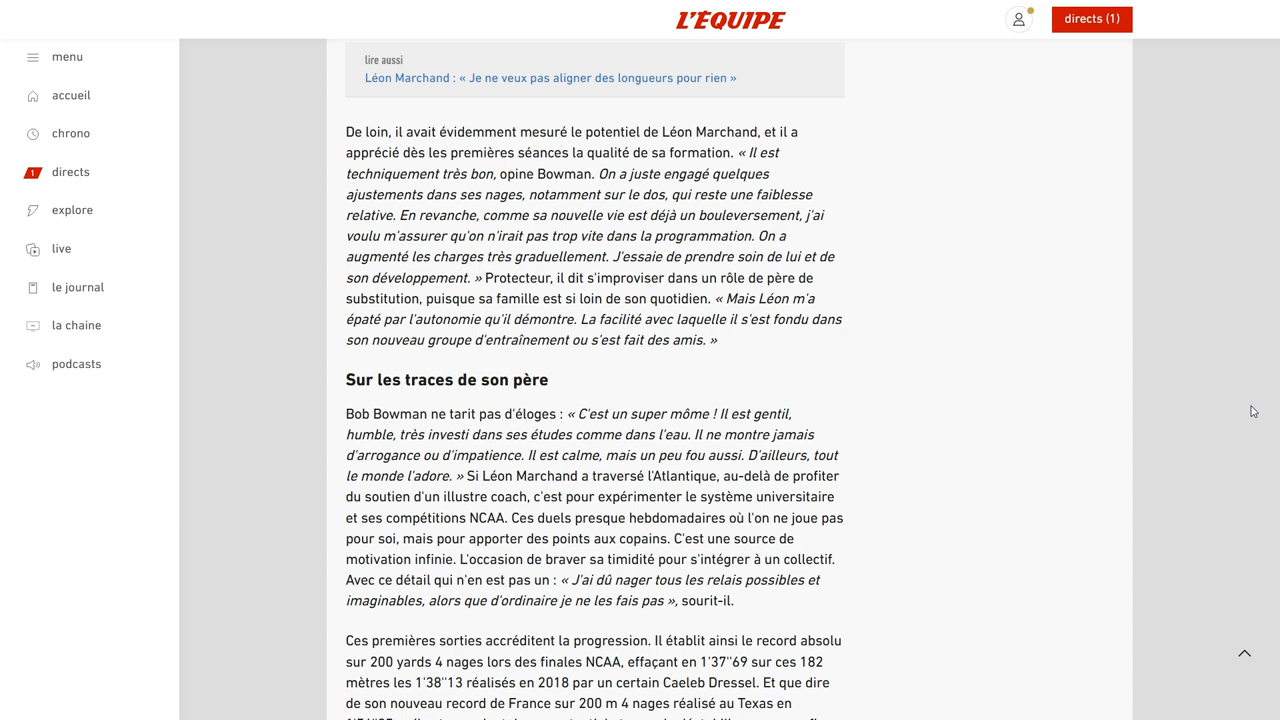 L'ÉQUIPE
directs (1)
menu
accueil
chrono
1 directs
explore
live
le journal
la chaine
podcasts
lire aussi
Léon Marchand : « Je ne veux pas aligner des longueurs pour rien »
De loin, il avait évidemment mesuré le potentiel de Léon Marchand, et il a
apprécié dès les premières séances la qualité de sa formation. « Il est
techniquement très bon, opine Bowman. On a juste engagé quelques
ajustements dans ses nages, notamment sur le dos, qui reste une faiblesse
relative. En revanche, comme sa nouvelle vie est déjà un bouleversement, j'ai
voulu m'assurer qu'on n'irait pas trop vite dans la programmation. On a
augmenté les charges très graduellement. J'essaie de prendre soin de lui et de
son développement. » Protecteur, il dit s'improviser dans un rôle de père de
substitution, puisque sa famille est si loin de son quotidien. « Mais Léon m'a
épaté par l'autonomie qu'il démontre. La facilité avec laquelle il s'est fondu dans
son nouveau groupe d'entraînement ou s'est fait des amis. »
Sur les traces de son père
Bob Bowman ne tarit pas d'éloges : « C'est un super môme ! Il est gentil,
humble, très investi dans ses études comme dans l'eau. Il ne montre jamais
d'arrogance ou d'impatience. Il est calme, mais un peu fou aussi. D'ailleurs, tout
le monde l'adore. » Si Léon Marchand a traversé l'Atlantique, au-delà de profiter
du soutien d'un illustre coach, c'est pour expérimenter le système universitaire
et ses compétitions NCAA. Ces duels presque hebdomadaires où l'on ne joue pas
pour soi, mais pour apporter des points aux copains. C'est une source de
motivation infinie. L'occasion de braver sa timidité pour s'intégrer à un collectif.
Avec ce détail qui n'en est pas un : « J'ai dû nager tous les relais possibles et
imaginables, alors que d'ordinaire je ne les fais pas », sourit-il.
Ces premières sorties accréditent la progression. Il établit ainsi le record absolu
sur 200 yards 4 nages lors des finales NCAA, effaçant en 1'37''69 sur ces 182
mètres les 1'38''13 réalisés en 2018 par un certain Caeleb Dressel. Et que dire
de son nouveau record de France sur 200 m 4 nages réalisé au Texas en